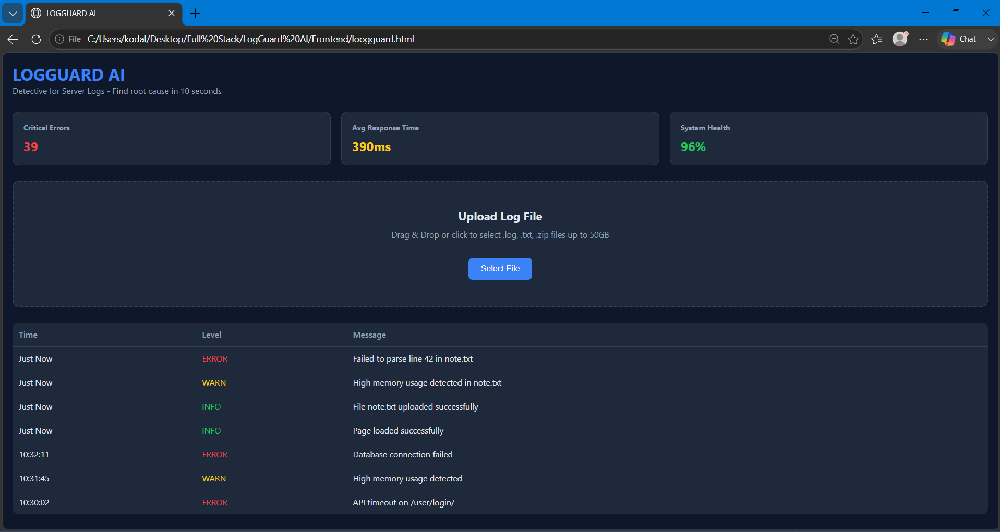 LOGGUARD AI
File C:/Users/kodal/Desktop/Full%20Stack/LogGuard%20AI/Frontend/loogguard.html
Chat
LOGGUARD AI
Detective for Server Logs - Find root cause in 10 seconds
Critical Errors
39
Avg Response Time
390ms
System Health
96%
Upload Log File
Drag & Drop or click to select .log, .txt, .zip files up to 50GB
Select File
Time Level Message
Just Now ERROR Failed to parse line 42 in note.txt
Just Now WARN High memory usage detected in note.txt
Just Now INFO File note.txt uploaded successfully
Just Now INFO Page loaded successfully
10:32:11 ERROR Database connection failed
10:31:45 WARN High memory usage detected
10:30:02 ERROR API timeout on /user/login/